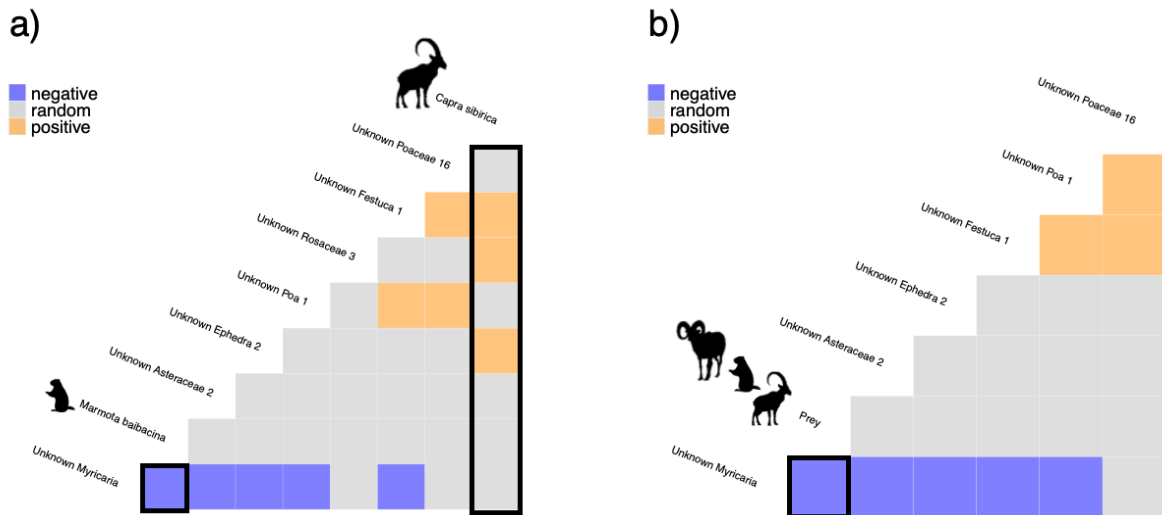 a)
negative
random
positive
Capra sibirica
Unknown Poaceae 16
Unknown Festuca 1
Unknown Rosaceae 3
Unknown Poa 1
Unknown Ephedra 2
Unknown Asteraceae 2
Marmota baibacina
Unknown Myricaria
b)
negative
random
positive
Unknown Poaceae 16
Unknown Poa 1
Unknown Festuca 1
Unknown Ephedra 2
Unknown Asteraceae 2
Prey
Unknown Myricaria